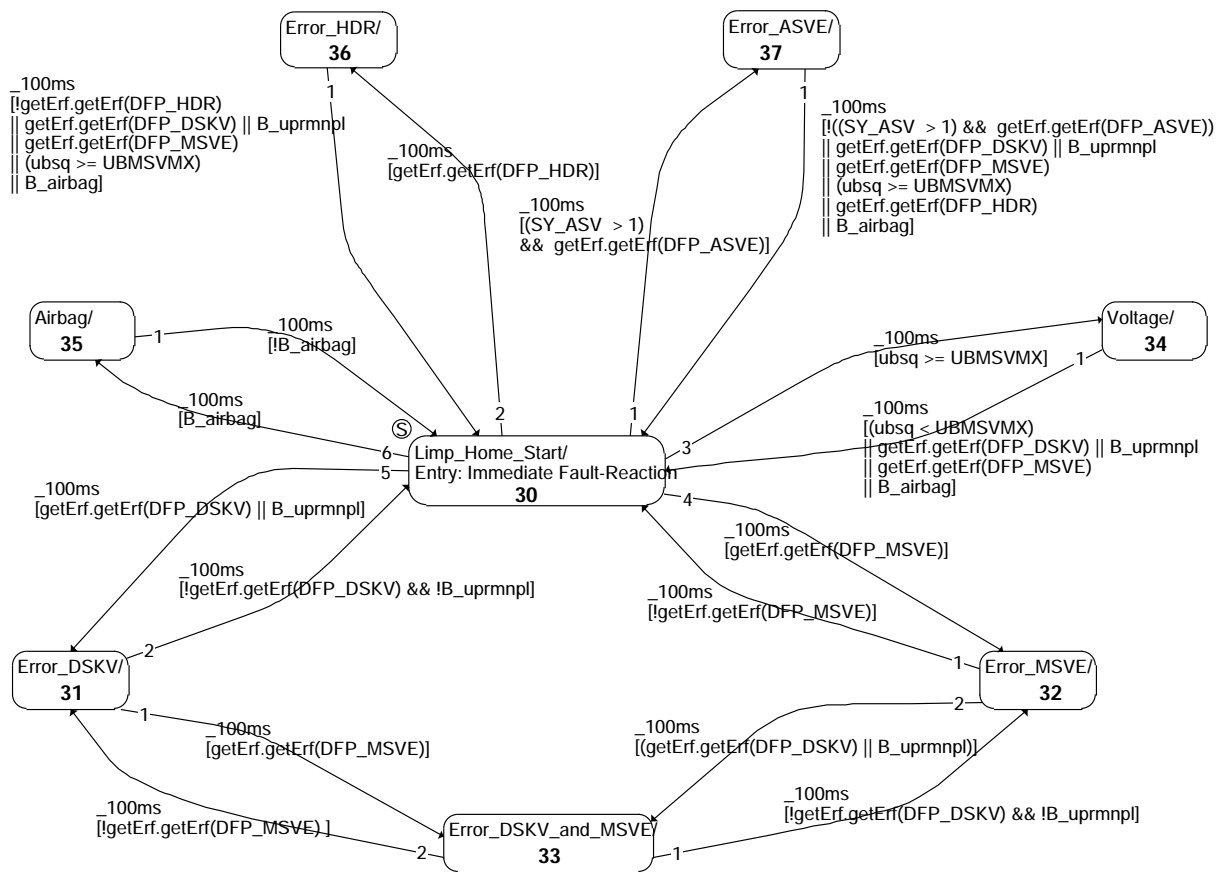 Error_HDR/
36
Error_ASVE/
37
1
1
_100ms
[!getErf.getErf(DFP_HDR)
|| getErf.getErf(DFP_DSKV) || B_uprmnpl
|| getErf.getErf(DFP_MSVE)
|| (ubsq >= UBMSVMX)
|| B_airbag]
_100ms
[getErf.getErf(DFP_HDR)]
_100ms
[(SY_ASV > 1)
&& getErf.getErf(DFP_ASVE)]
_100ms
[!((SY_ASV > 1) && getErf.getErf(DFP_ASVE))
|| getErf.getErf(DFP_DSKV) || B_uprmnpl
|| getErf.getErf(DFP_MSVE)
|| (ubsq >= UBMSVMX)
|| getErf.getErf(DFP_HDR)
|| B_airbag]
Airbag/
35
1
_100ms
[!B_airbag]
_100ms
[B_airbag]
_100ms
[ubsq >= UBMSVMX]
Voltage/
34
1
2
1
S
6
5
3
4
Limp_Home_Start/
Entry: Immediate Fault-Reaction
30
_100ms
[(ubsq < UBMSVMX)
|| getErf.getErf(DFP_DSKV) || B_uprmnpl
|| getErf.getErf(DFP_MSVE)
|| B_airbag]
_100ms
[getErf.getErf(DFP_DSKV) || B_uprmnpl]
_100ms
[!getErf.getErf(DFP_DSKV) && !B_uprmnpl]
_100ms
[getErf.getErf(DFP_MSVE)]
_100ms
[!getErf.getErf(DFP_MSVE)]
Error_DSKV/
31
2
1
Error_MSVE/
32
1
2
_100ms
[getErf.getErf(DFP_MSVE)]
_100ms
[(getErf.getErf(DFP_DSKV) || B_uprmnpl)]
_100ms
[!getErf.getErf(DFP_MSVE) ]
_100ms
[!getErf.getErf(DFP_DSKV) && !B_uprmnpl]
Error_DSKV_and_MSVE/
33
2
1